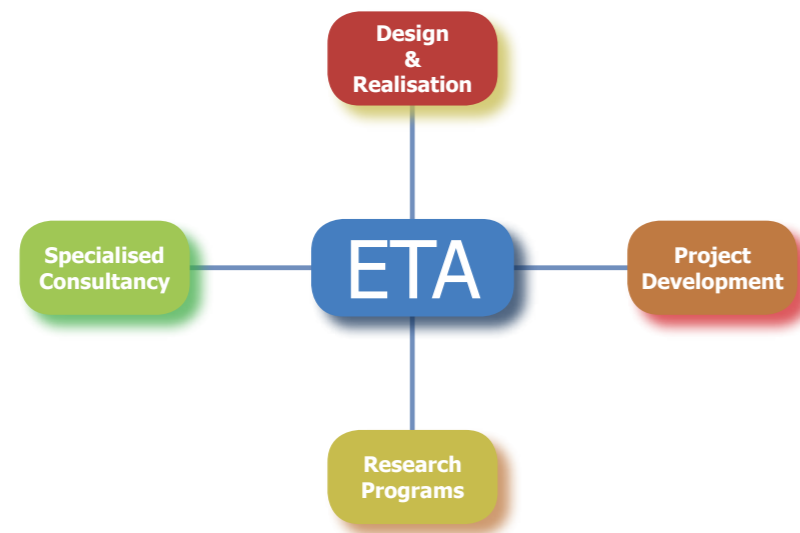 Design
&
Realisation
Specialised
Consultancy
ETA
Project
Development
Research
Programs